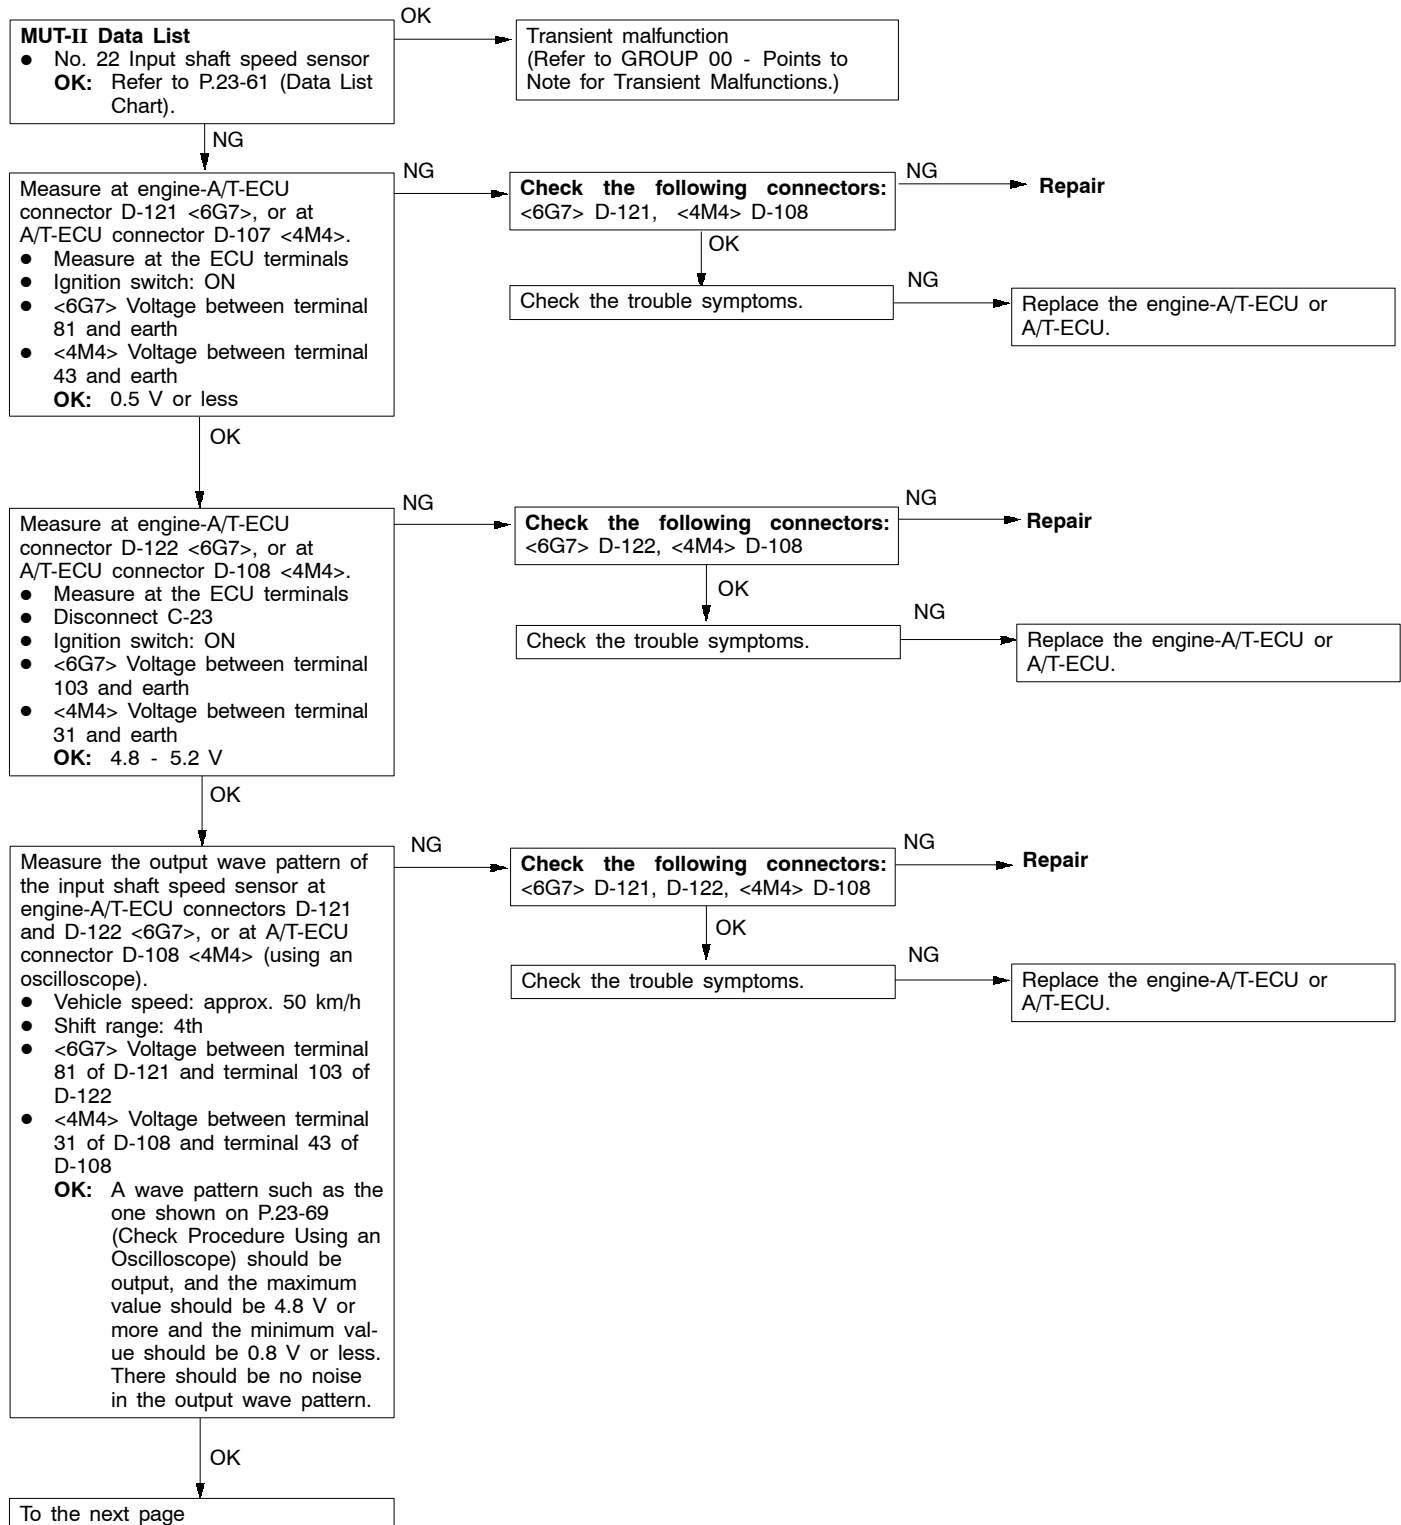 MUT-II Data List
● No. 22 Input shaft speed sensor
OK: Refer to P.23-61 (Data List
Chart).
OK
Transient malfunction
(Refer to GROUP 00 - Points to
Note for Transient Malfunctions.)
NG
Measure at engine-A/T-ECU
connector D-121 <6G7>, or at
A/T-ECU connector D-107 <4M4>.
● Measure at the ECU terminals
● Ignition switch: ON
● <6G7> Voltage between terminal
81 and earth
● <4M4> Voltage between terminal
43 and earth
OK: 0.5 V or less
NG
Check the following connectors:
<6G7> D-121, <4M4> D-108
NG
Repair
OK
Check the trouble symptoms.
NG
Replace the engine-A/T-ECU or
A/T-ECU.
OK
Measure at engine-A/T-ECU
connector D-122 <6G7>, or at
A/T-ECU connector D-108 <4M4>.
● Measure at the ECU terminals
● Disconnect C-23
● Ignition switch: ON
● <6G7> Voltage between terminal
103 and earth
● <4M4> Voltage between terminal
31 and earth
OK: 4.8 - 5.2 V
NG
Check the following connectors:
<6G7> D-122, <4M4> D-108
NG
Repair
OK
Check the trouble symptoms.
NG
Replace the engine-A/T-ECU or
A/T-ECU.
OK
Measure the output wave pattern of
the input shaft speed sensor at
engine-A/T-ECU connectors D-121
and D-122 <6G7>, or at A/T-ECU
connector D-108 <4M4> (using an
oscilloscope).
● Vehicle speed: approx. 50 km/h
● Shift range: 4th
● <6G7> Voltage between terminal
81 of D-121 and terminal 103 of
D-122
● <4M4> Voltage between terminal
31 of D-108 and terminal 43 of
D-108
OK: A wave pattern such as the
one shown on P.23-69
(Check Procedure Using an
Oscilloscope) should be
output, and the maximum
value should be 4.8 V or
more and the minimum val-
ue should be 0.8 V or less.
There should be no noise
in the output wave pattern.
NG
Check the following connectors:
<6G7> D-121, D-122, <4M4> D-108
NG
Repair
OK
Check the trouble symptoms.
NG
Replace the engine-A/T-ECU or
A/T-ECU.
OK
To the next page